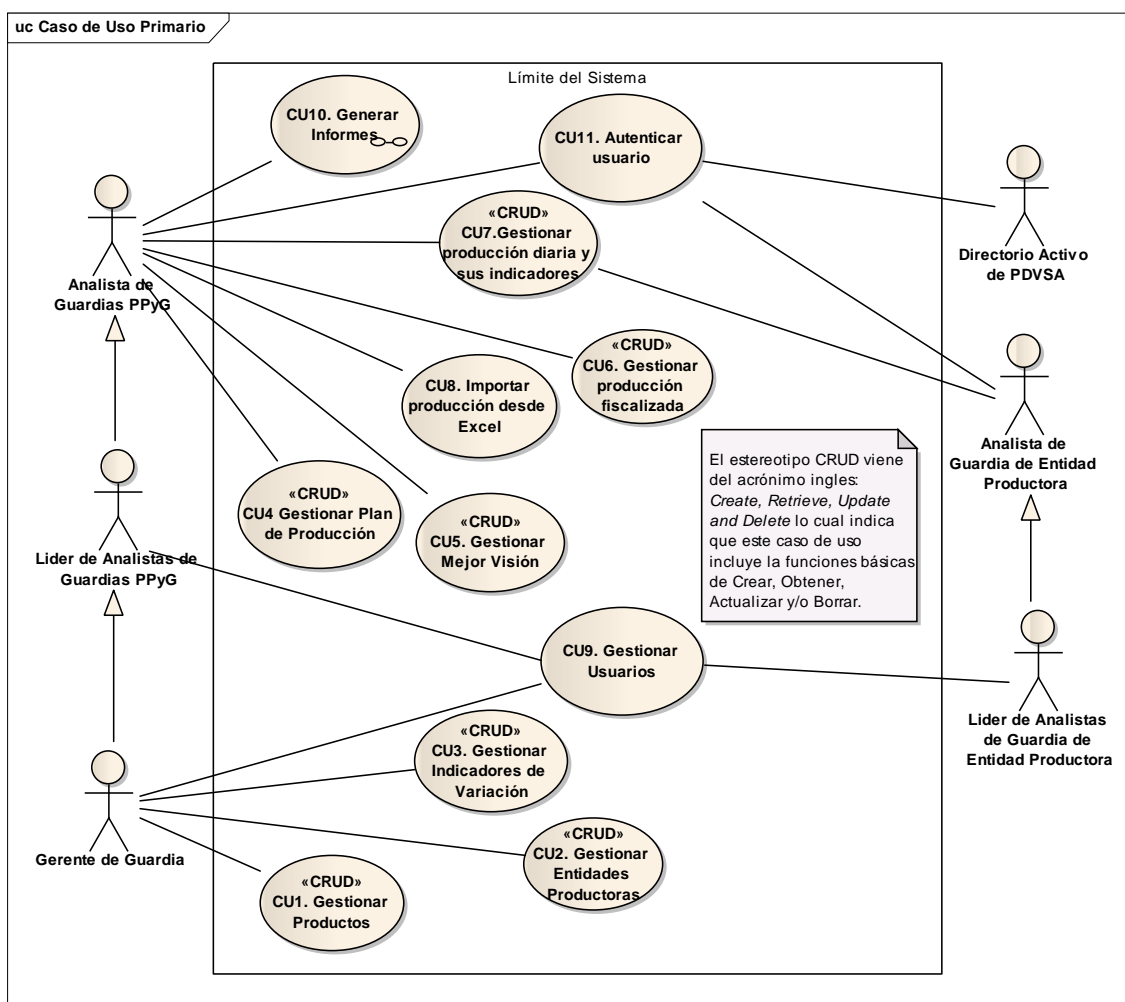 uc Caso de Uso Primario
Límite del Sistema
CU10. Generar
Informes
CU11. Autenticar
usuario
Analista de
Guardias PPyG
Directorio Activo
de PDVSA
«CRUD»
CU7.Gestionar
producción diaria y
sus indicadores
«CRUD»
CU6. Gestionar
producción
fiscalizada
CU8. Importar
producción desde
Excel
Analista de
Guardia de Entidad
Productora
El estereotipo CRUD viene
del acrónimo ingles:
Create, Retrieve, Update
and Delete lo cual indica
que este caso de uso
incluye la funciones básicas
de Crear, Obtener,
Actualizar y/o Borrar.
«CRUD»
CU4 Gestionar Plan
de Producción
«CRUD»
CU5. Gestionar
Mejor Visión
Lider de Analistas de
Guardias PPyG
CU9. Gestionar
Usuarios
Lider de Analistas
de Guardia de
Entidad Productora
«CRUD»
CU3. Gestionar
Indicadores de
Variación
Gerente de Guardia
«CRUD»
CU2. Gestionar
Entidades
Productoras
«CRUD»
CU1. Gestionar
Productos